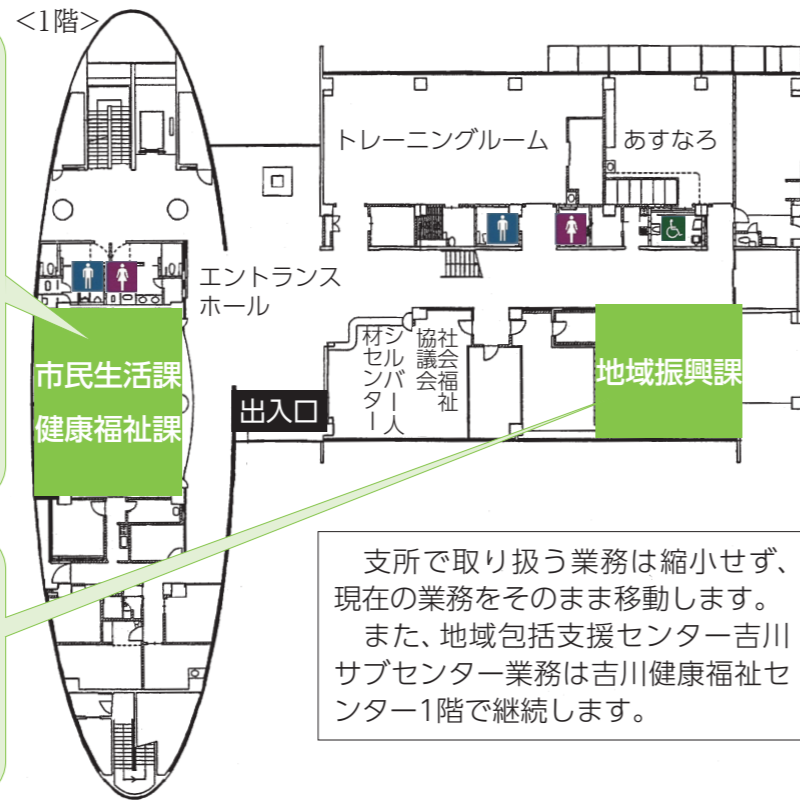 <1階>
トレーニングルーム
あすなろ
エントランス
ホール
市民生活課
健康福祉課
出入口
シルバー人
材センター
社会福祉
協議会
地域振興課
　支所で取り扱う業務は縮小せず、
現在の業務をそのまま移動します。
　また、地域包括支援センター吉川
サブセンター業務は吉川健康福祉セ
ンター1階で継続します。